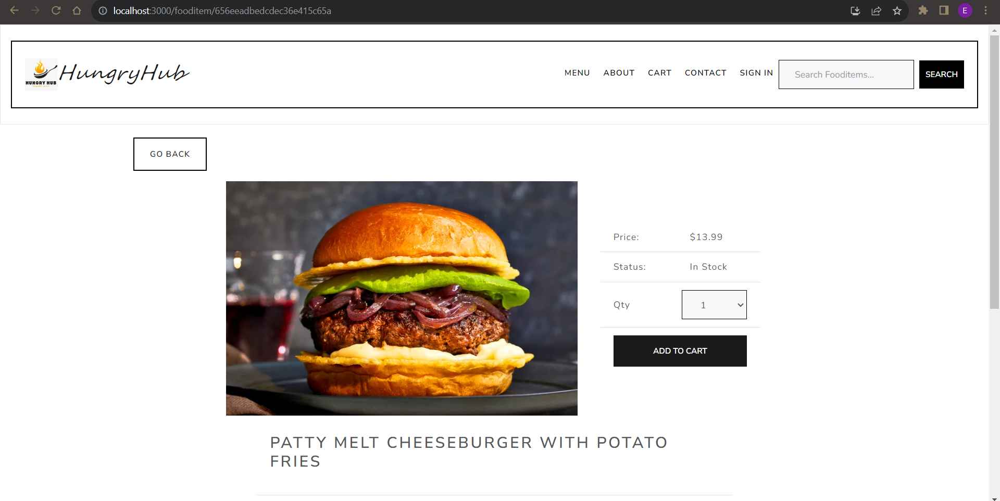 localhost:3000/fooditem/656eeadbedcdec36e415c65a
E
HUNGRY HUB
HungryHub
MENU ABOUT CART CONTACT SIGN IN Search Fooditems... SEARCH
GO BACK
Price: $13.99
Status: In Stock
Qty 1
ADD TO CART
PATTY MELT CHEESEBURGER WITH POTATO
FRIES